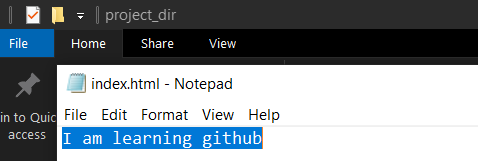 project_dir
File Home Share View
in to Quic
access
index.html - Notepad
File Edit Format View Help
I am learning github